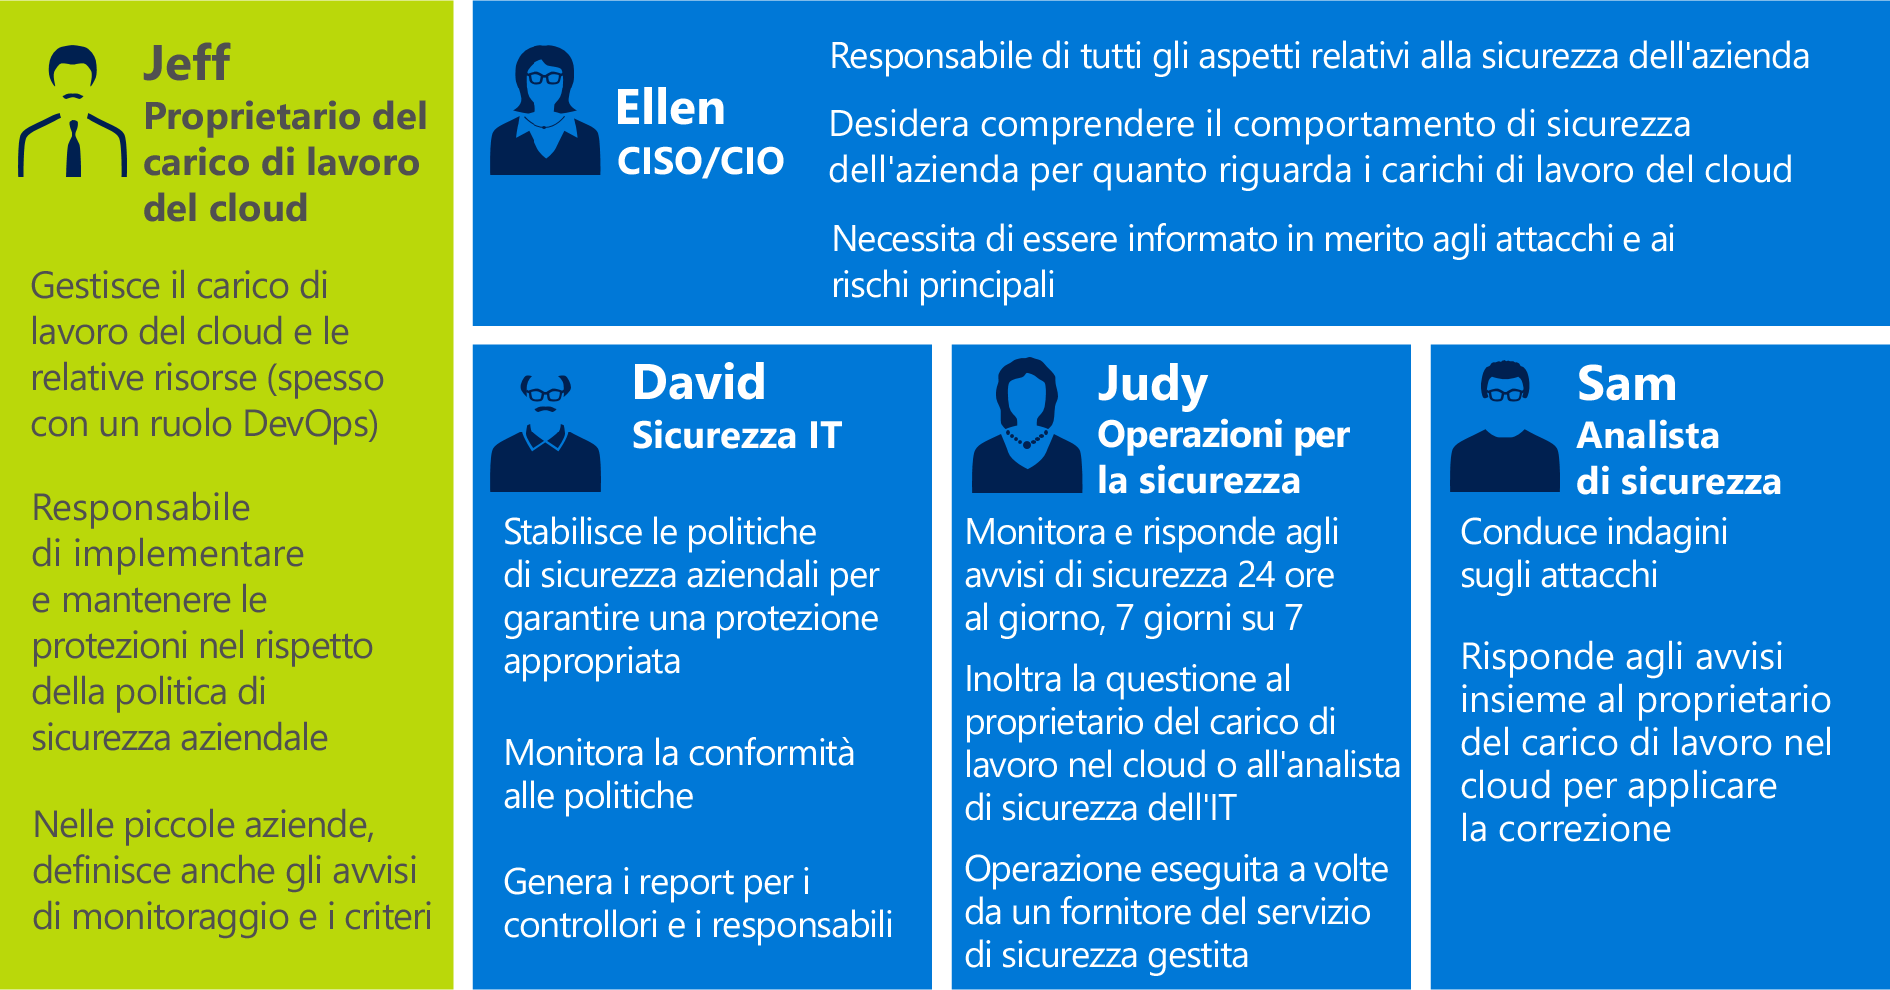 Jeff
Proprietario del
carico di lavoro
del cloud
Gestisce il carico di
lavoro del cloud e le
relative risorse (spesso
con un ruolo DevOps)
Responsabile
di implementare
e mantenere le
protezioni nel rispetto
della politica di
sicurezza aziendale
Nelle piccole aziende,
definisce anche gli avvisi
di monitoraggio e i criteri
Ellen
CISO/CIO
Responsabile di tutti gli aspetti relativi alla sicurezza dell'azienda
Desidera comprendere il comportamento di sicurezza
dell'azienda per quanto riguarda i carichi di lavoro del cloud
Necessita di essere informato in merito agli attacchi e ai
rischi principali
David
Sicurezza IT
Stabilisce le politiche
di sicurezza aziendali per
garantire una protezione
appropriata
Monitora la conformità
alle politiche
Genera i report per i
controllori e i responsabili
Judy
Operazioni per
la sicurezza
Monitora e risponde agli
avvisi di sicurezza 24 ore
al giorno, 7 giorni su 7
Inoltra la questione al
proprietario del carico di
lavoro nel cloud o all'analista
di sicurezza dell'IT
Operazione eseguita a volte
da un fornitore del servizio
di sicurezza gestita
Sam
Analista
di sicurezza
Conduce indagini
sugli attacchi
Risponde agli avvisi
insieme al proprietario
del carico di lavoro nel
cloud per applicare
la correzione